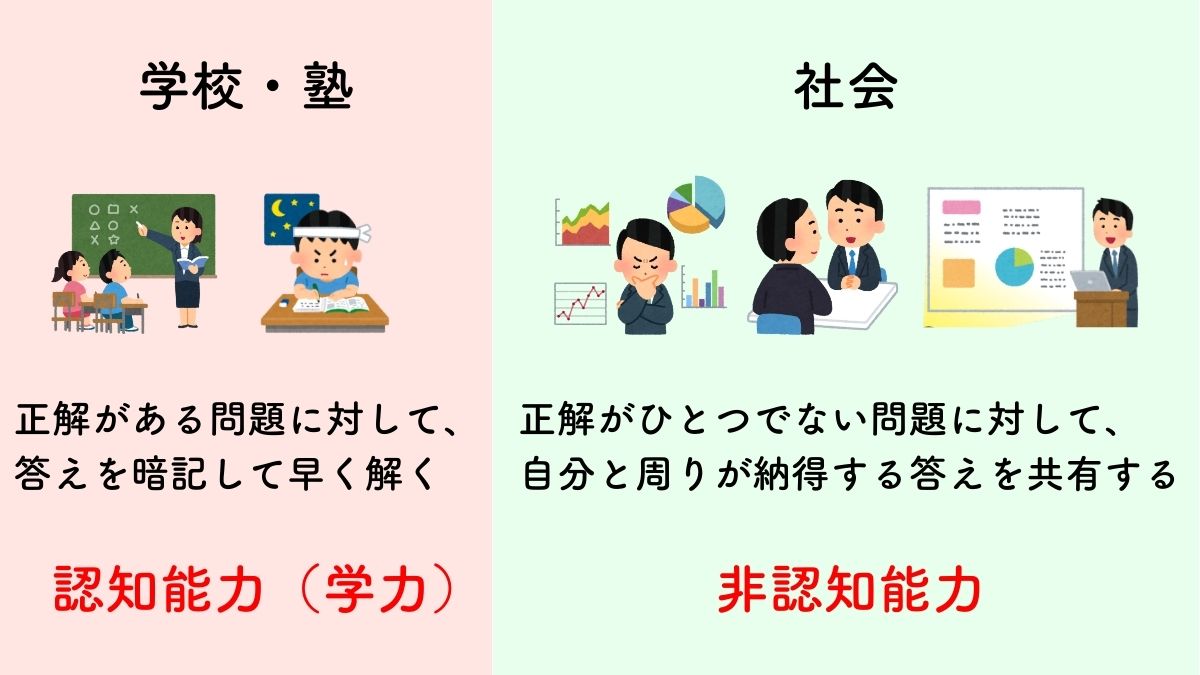 学校・塾
正解がある問題に対して、
答えを暗記して早く解く
認知能力（学力）
社会
正解がひとつでない問題に対して、
自分と周りが納得する答えを共有する
非認知能力